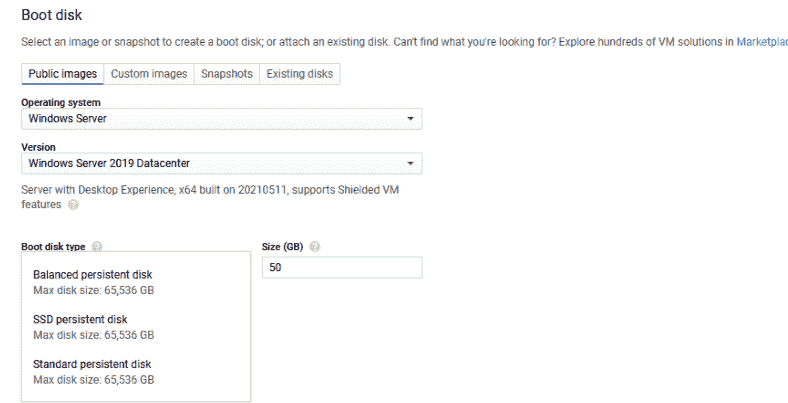 Boot disk
Select an image or snapshot to create a boot disk; or attach an existing disk. Can't find what you're looking for? Explore hundreds of VM solutions in
Public images Custom images Snapshots Existing disks
Operating system
Windows Server
Version
Windows Server 2019 Datacenter
Server with Desktop Experience, x64 built on 20210511, supports Shielded VM
features
Boot disk type Size (GB)
Balanced persistent disk 50
Max disk size: 65,536 GB
SSD persistent disk
Max disk size: 65,536 GB
Standard persistent disk
Max disk size: 65,536 GB